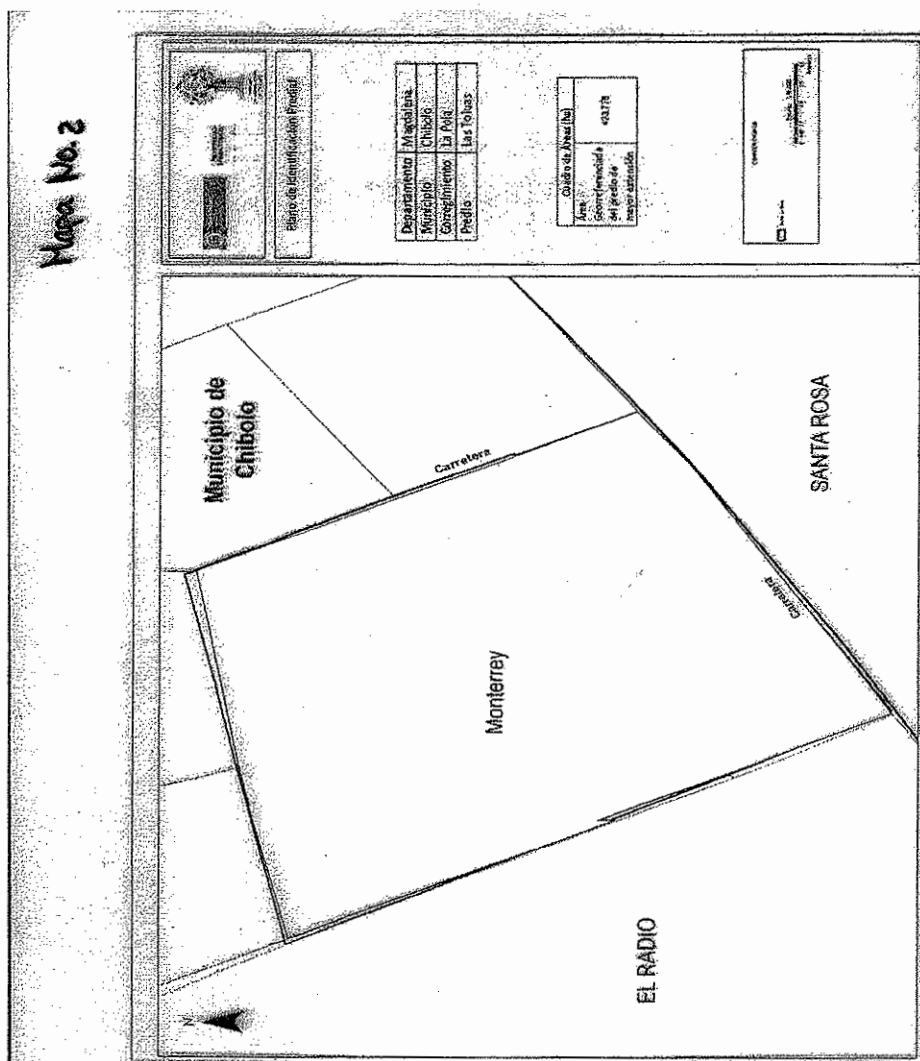 Mapa No. 2
Plano de Identificación Predial
Departamento Magdalena
Municipio Chibolo
Corregimiento La Pola
Predio Las Toluas
Cuadro de Áreas (ha)
Área
Georreferenciada
del predio de
mayor extensión
N
Municipio de
Chibolo
Carretera
Monterrey
Carretera
EL RADIO
SANTA ROSA